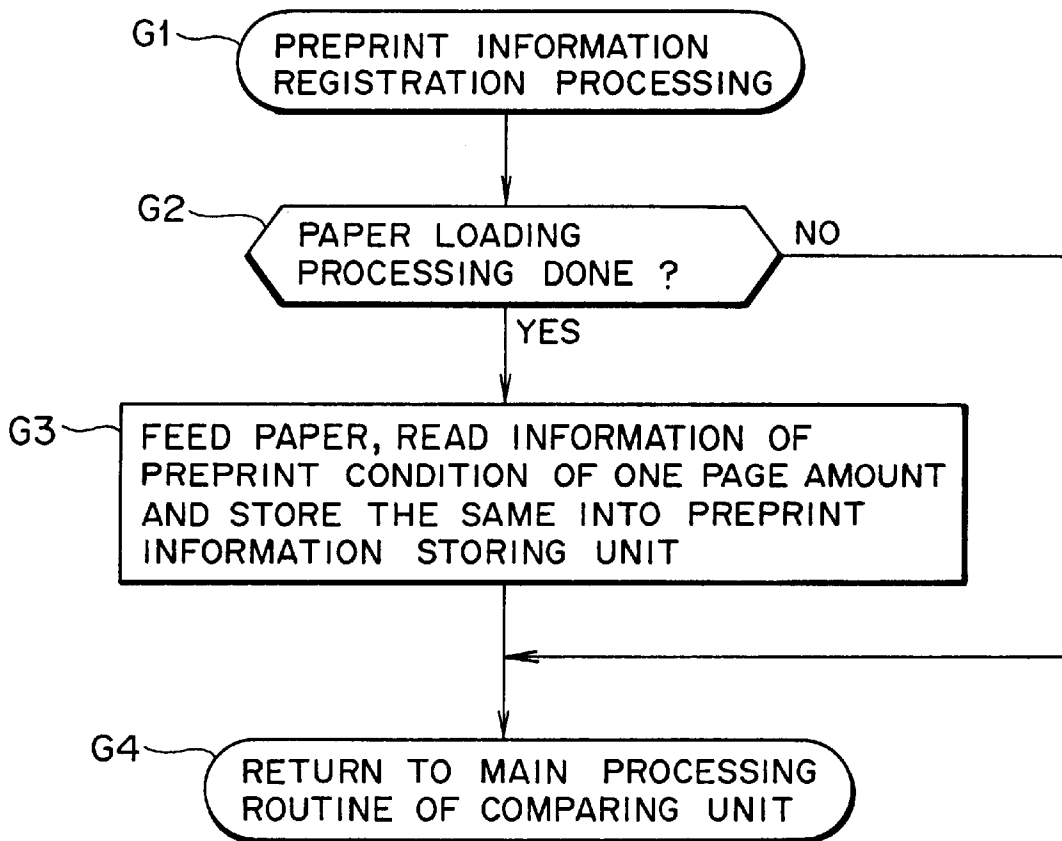 G1
PREPRINT INFORMATION
REGISTRATION PROCESSING
G2
PAPER LOADING
PROCESSING DONE ?
NO
YES
G3
FEED PAPER, READ INFORMATION OF
PREPRINT CONDITION OF ONE PAGE AMOUNT
AND STORE THE SAME INTO PREPRINT
INFORMATION STORING UNIT
G4
RETURN TO MAIN PROCESSING
ROUTINE OF COMPARING UNIT